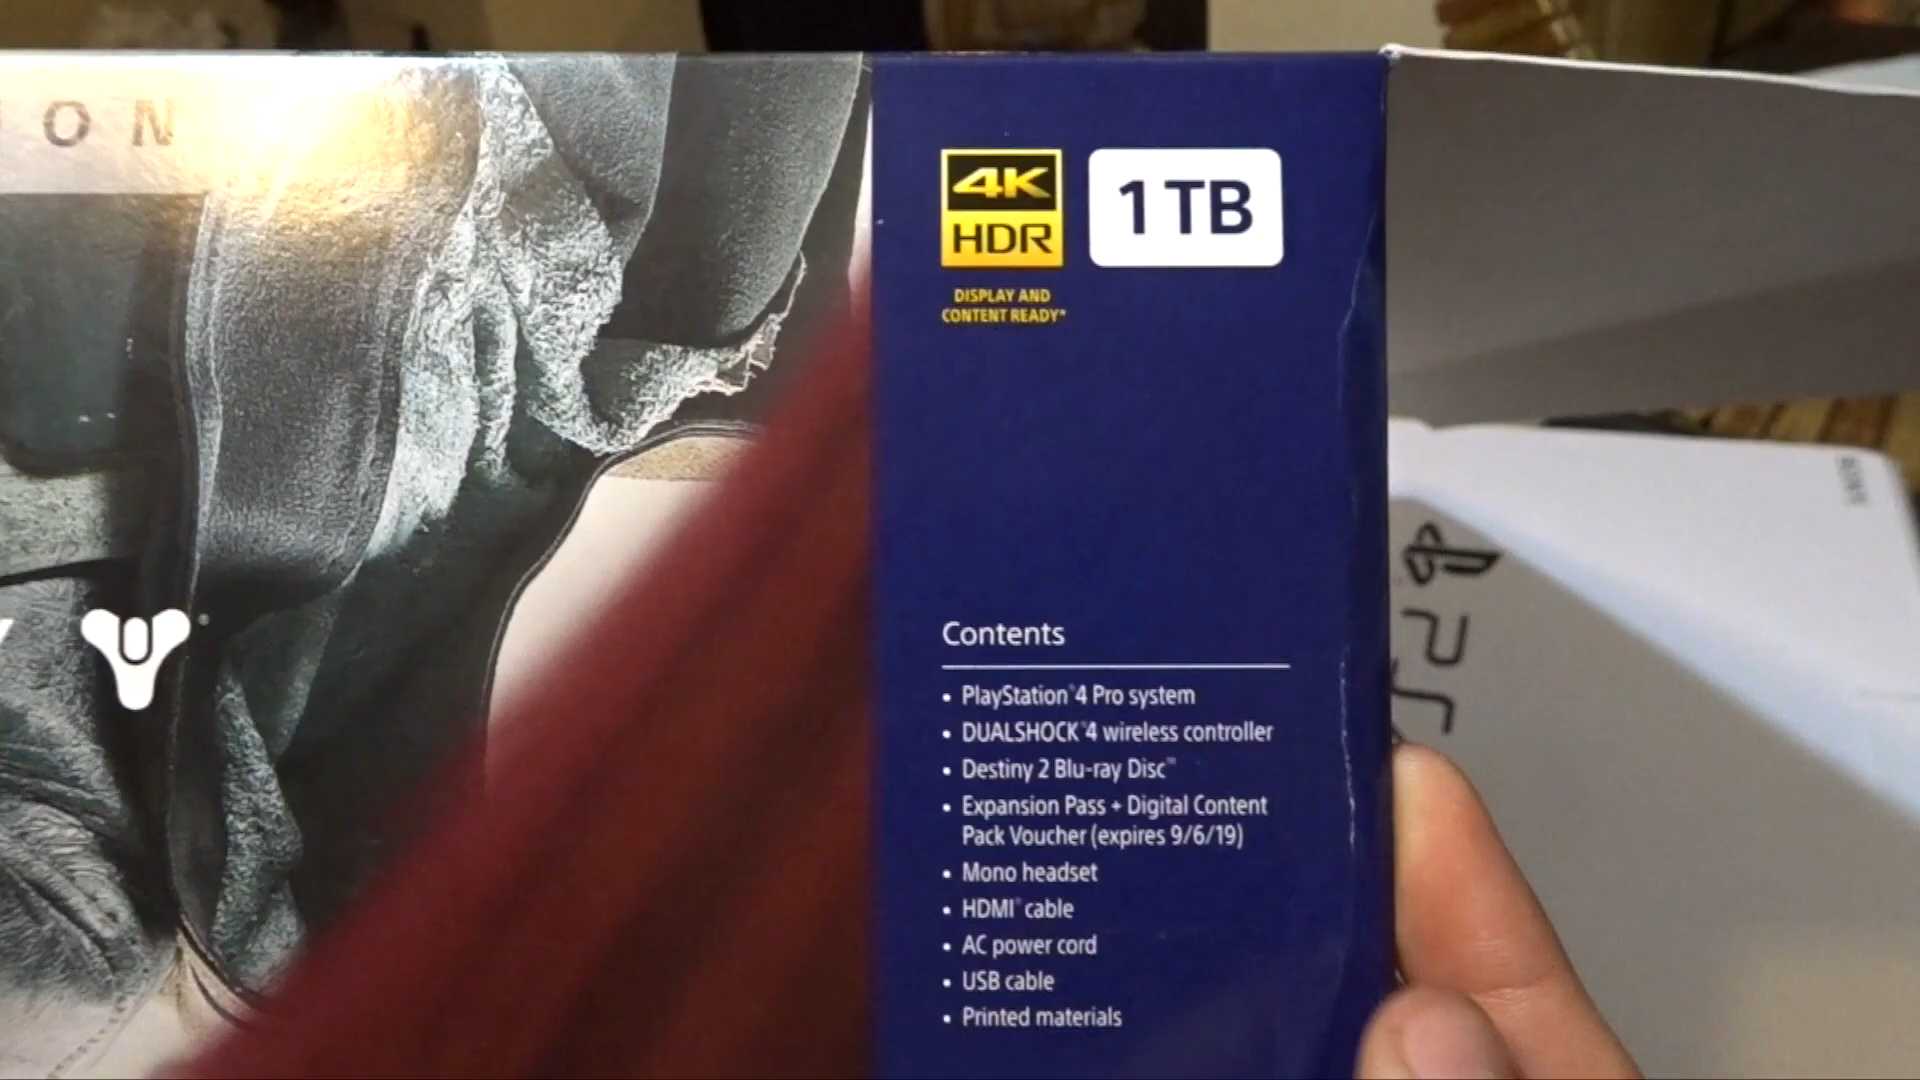 ON
4K
HDR
1 TB
DISPLAY AND
CONTENT READY*
Contents
• PlayStation®4 Pro system
• DUALSHOCK®4 wireless controller
• Destiny 2 Blu-ray Disc™
• Expansion Pass + Digital Content
Pack Voucher (expires 9/6/19)
• Mono headset
• HDMI® cable
• AC power cord
• USB cable
• Printed materials